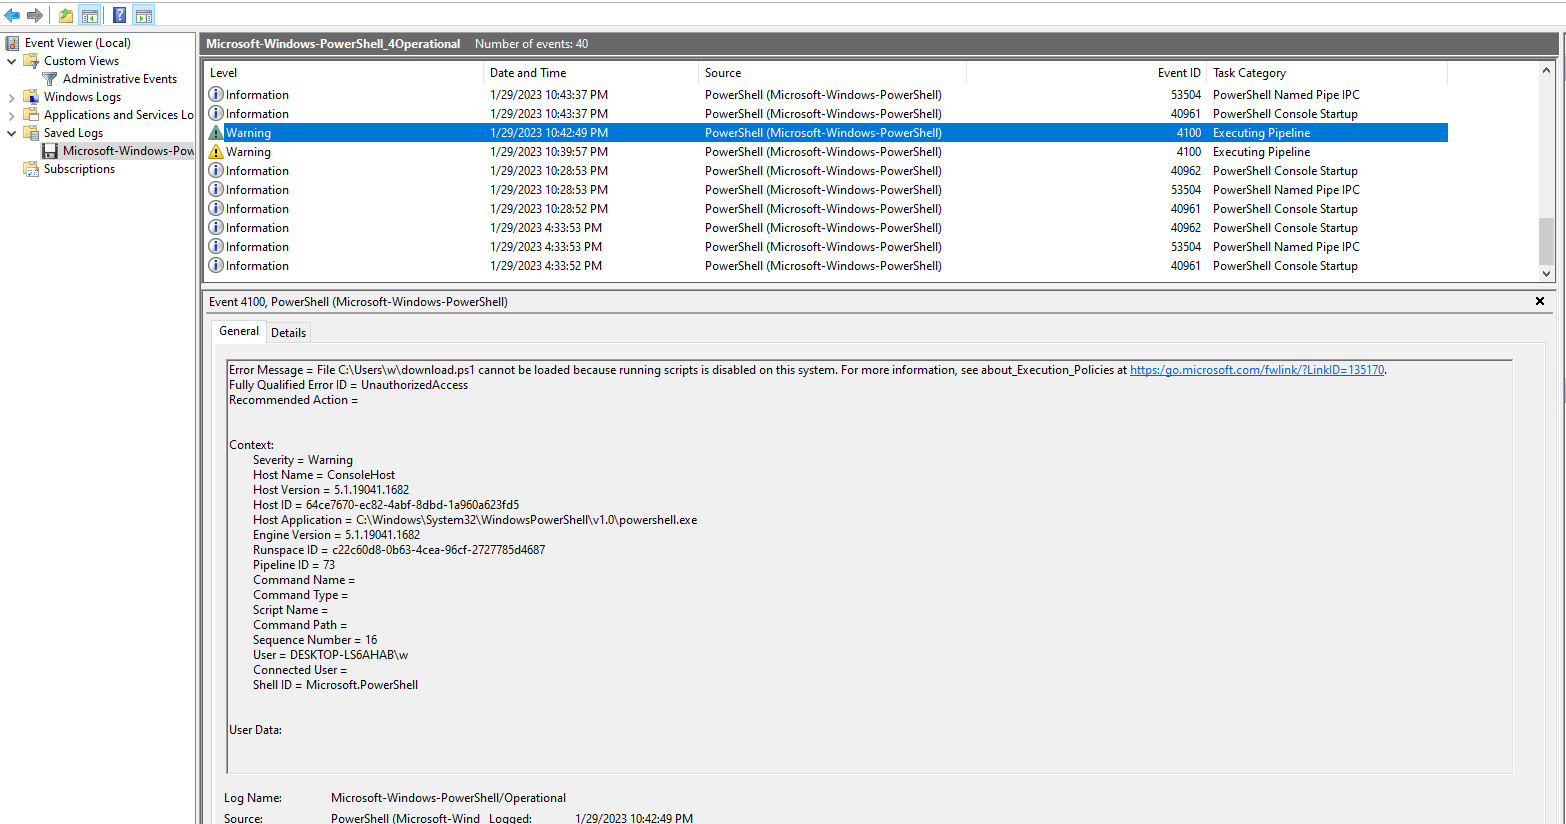 Event Viewer (Local)
Custom Views
Administrative Events
Windows Logs
Applications and Services Lo
Saved Logs
Microsoft-Windows-Pow
Subscriptions
Microsoft-Windows-PowerShell_4Operational Number of events: 40
Level Date and Time Source Event ID Task Category
Information 1/29/2023 10:43:37 PM PowerShell (Microsoft-Windows-PowerShell) 53504 PowerShell Named Pipe IPC
Information 1/29/2023 10:43:37 PM PowerShell (Microsoft-Windows-PowerShell) 40961 PowerShell Console Startup
Warning 1/29/2023 10:42:49 PM PowerShell (Microsoft-Windows-PowerShell) 4100 Executing Pipeline
Warning 1/29/2023 10:39:57 PM PowerShell (Microsoft-Windows-PowerShell) 4100 Executing Pipeline
Information 1/29/2023 10:28:53 PM PowerShell (Microsoft-Windows-PowerShell) 40962 PowerShell Console Startup
Information 1/29/2023 10:28:53 PM PowerShell (Microsoft-Windows-PowerShell) 53504 PowerShell Named Pipe IPC
Information 1/29/2023 10:28:52 PM PowerShell (Microsoft-Windows-PowerShell) 40961 PowerShell Console Startup
Information 1/29/2023 4:33:53 PM PowerShell (Microsoft-Windows-PowerShell) 40962 PowerShell Console Startup
Information 1/29/2023 4:33:53 PM PowerShell (Microsoft-Windows-PowerShell) 53504 PowerShell Named Pipe IPC
Information 1/29/2023 4:33:52 PM PowerShell (Microsoft-Windows-PowerShell) 40961 PowerShell Console Startup
Event 4100, PowerShell (Microsoft-Windows-PowerShell)
General Details
Error Message = File C:\Users\w\download.ps1 cannot be loaded because running scripts is disabled on this system. For more information, see about_Execution_Policies at https:/go.microsoft.com/fwlink/?LinkID=135170.
Fully Qualified Error ID = UnauthorizedAccess
Recommended Action =
Context:
Severity = Warning
Host Name = ConsoleHost
Host Version = 5.1.19041.1682
Host ID = 64ce7670-ec82-4abf-8dbd-1a960a623fd5
Host Application = C:\Windows\System32\WindowsPowerShell\v1.0\powershell.exe
Engine Version = 5.1.19041.1682
Runspace ID = c22c60d8-0b63-4cea-96cf-2727785d4687
Pipeline ID = 73
Command Name =
Command Type =
Script Name =
Command Path =
Sequence Number = 16
User = DESKTOP-LS6AHAB\w
Connected User =
Shell ID = Microsoft.PowerShell
User Data:
Log Name: Microsoft-Windows-PowerShell/Operational
Source: PowerShell (Microsoft-Wind Logged: 1/29/2023 10:42:49 PM